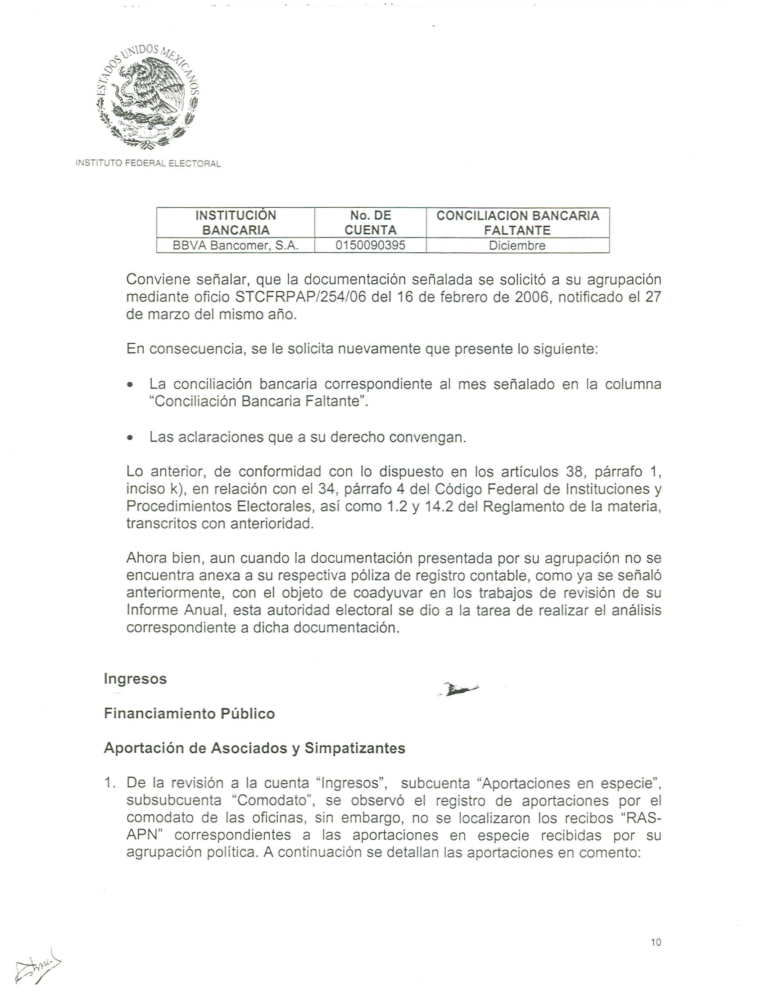 ESTADOS UNIDOS MEXICANOS
INSTITUTO FEDERAL ELECTORAL
INSTITUCIÓN BANCARIA No. DE CUENTA CONCILIACION BANCARIA FALTANTE
BBVA Bancomer, S.A. 0150090395 Diciembre
Conviene señalar, que la documentación señalada se solicitó a su agrupación
mediante oficio STCFRPAP/254/06 del 16 de febrero de 2006, notificado el 27
de marzo del mismo año.
En consecuencia, se le solicita nuevamente que presente lo siguiente:
• La conciliación bancaria correspondiente al mes señalado en la columna
“Conciliación Bancaria Faltante”.
• Las aclaraciones que a su derecho convengan.
Lo anterior, de conformidad con lo dispuesto en los artículos 38, párrafo 1,
inciso k), en relación con el 34, párrafo 4 del Código Federal de Instituciones y
Procedimientos Electorales, así como 1.2 y 14.2 del Reglamento de la materia,
transcritos con anterioridad.
Ahora bien, aun cuando la documentación presentada por su agrupación no se
encuentra anexa a su respectiva póliza de registro contable, como ya se señaló
anteriormente, con el objeto de coadyuvar en los trabajos de revisión de su
Informe Anual, esta autoridad electoral se dio a la tarea de realizar el análisis
correspondiente a dicha documentación.
Ingresos
Financiamiento Público
Aportación de Asociados y Simpatizantes
1. De la revisión a la cuenta “Ingresos”, subcuenta “Aportaciones en especie”,
subsubcuenta “Comodato”, se observó el registro de aportaciones por el
comodato de las oficinas, sin embargo, no se localizaron los recibos “RAS-
APN” correspondientes a las aportaciones en especie recibidas por su
agrupación política. A continuación se detallan las aportaciones en comento:
10